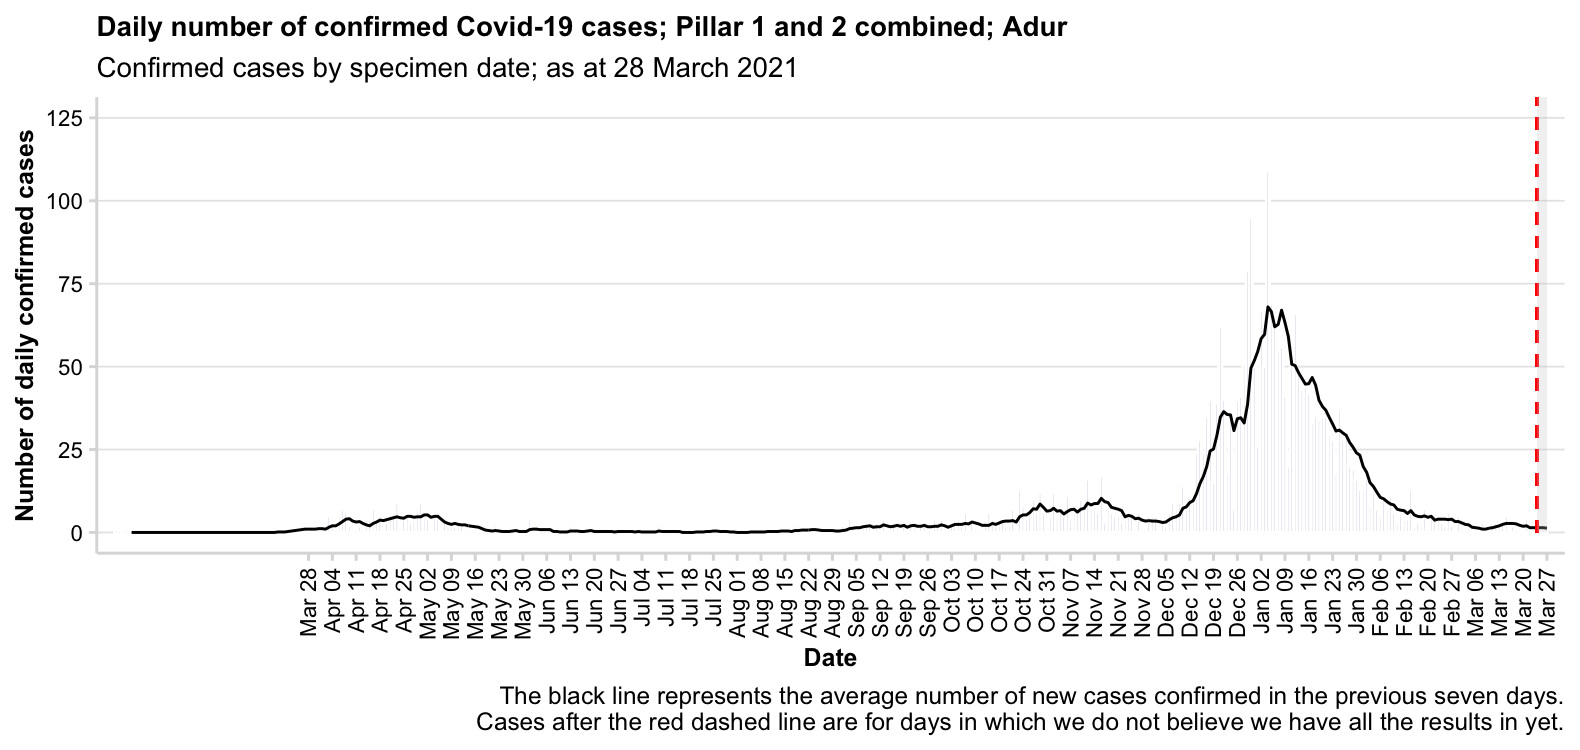 Daily number of confirmed Covid-19 cases; Pillar 1 and 2 combined; Adur
Confirmed cases by specimen date; as at 28 March 2021
Number of daily confirmed cases
125
100
75
50
25
0
Mar 28
Apr 04
Apr 11
Apr 18
Apr 25
May 02
May 09
May 16
May 23
May 30
Jun 06
Jun 13
Jun 20
Jun 27
Jul 04
Jul 11
Jul 18
Jul 25
Aug 01
Aug 08
Aug 15
Aug 22
Aug 29
Sep 05
Sep 12
Sep 19
Sep 26
Oct 03
Oct 10
Oct 17
Oct 24
Oct 31
Nov 07
Nov 14
Nov 21
Nov 28
Dec 05
Dec 12
Dec 19
Dec 26
Jan 02
Jan 09
Jan 16
Jan 23
Jan 30
Feb 06
Feb 13
Feb 20
Feb 27
Mar 06
Mar 13
Mar 20
Mar 27
Date
The black line represents the average number of new cases confirmed in the previous seven days.
Cases after the red dashed line are for days in which we do not believe we have all the results in yet.